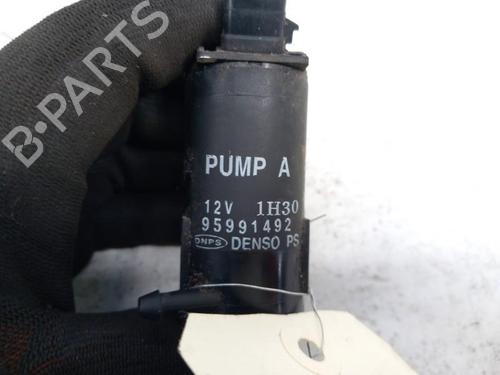 PUMP A
12V 1H30
95991492
DNPS DENSO PS
B-PARTS